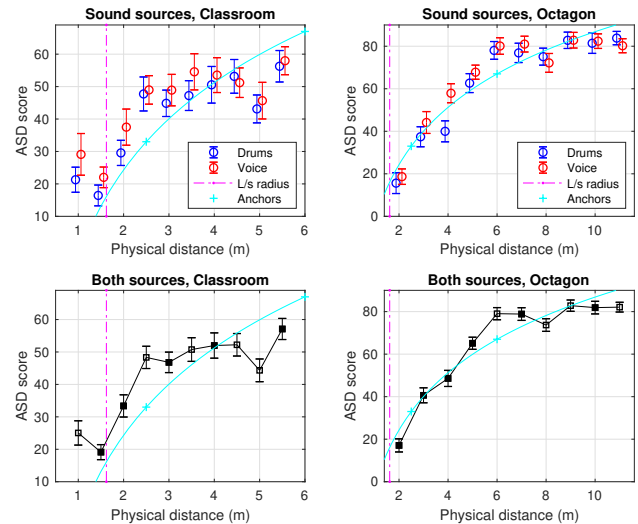 Sound sources, Classroom
ASD score
60
50
40
30
20
10
Drums
Voice
L/s radius
Anchors
1 2 3 4 5 6
Physical distance (m)
Sound sources, Octagon
ASD score
80
60
40
20
0
Drums
Voice
L/s radius
Anchors
2 4 6 8 10
Physical distance (m)
Both sources, Classroom
ASD score
60
50
40
30
20
10
1 2 3 4 5 6
Physical distance (m)
Both sources, Octagon
ASD score
80
60
40
20
0
2 4 6 8 10
Physical distance (m)